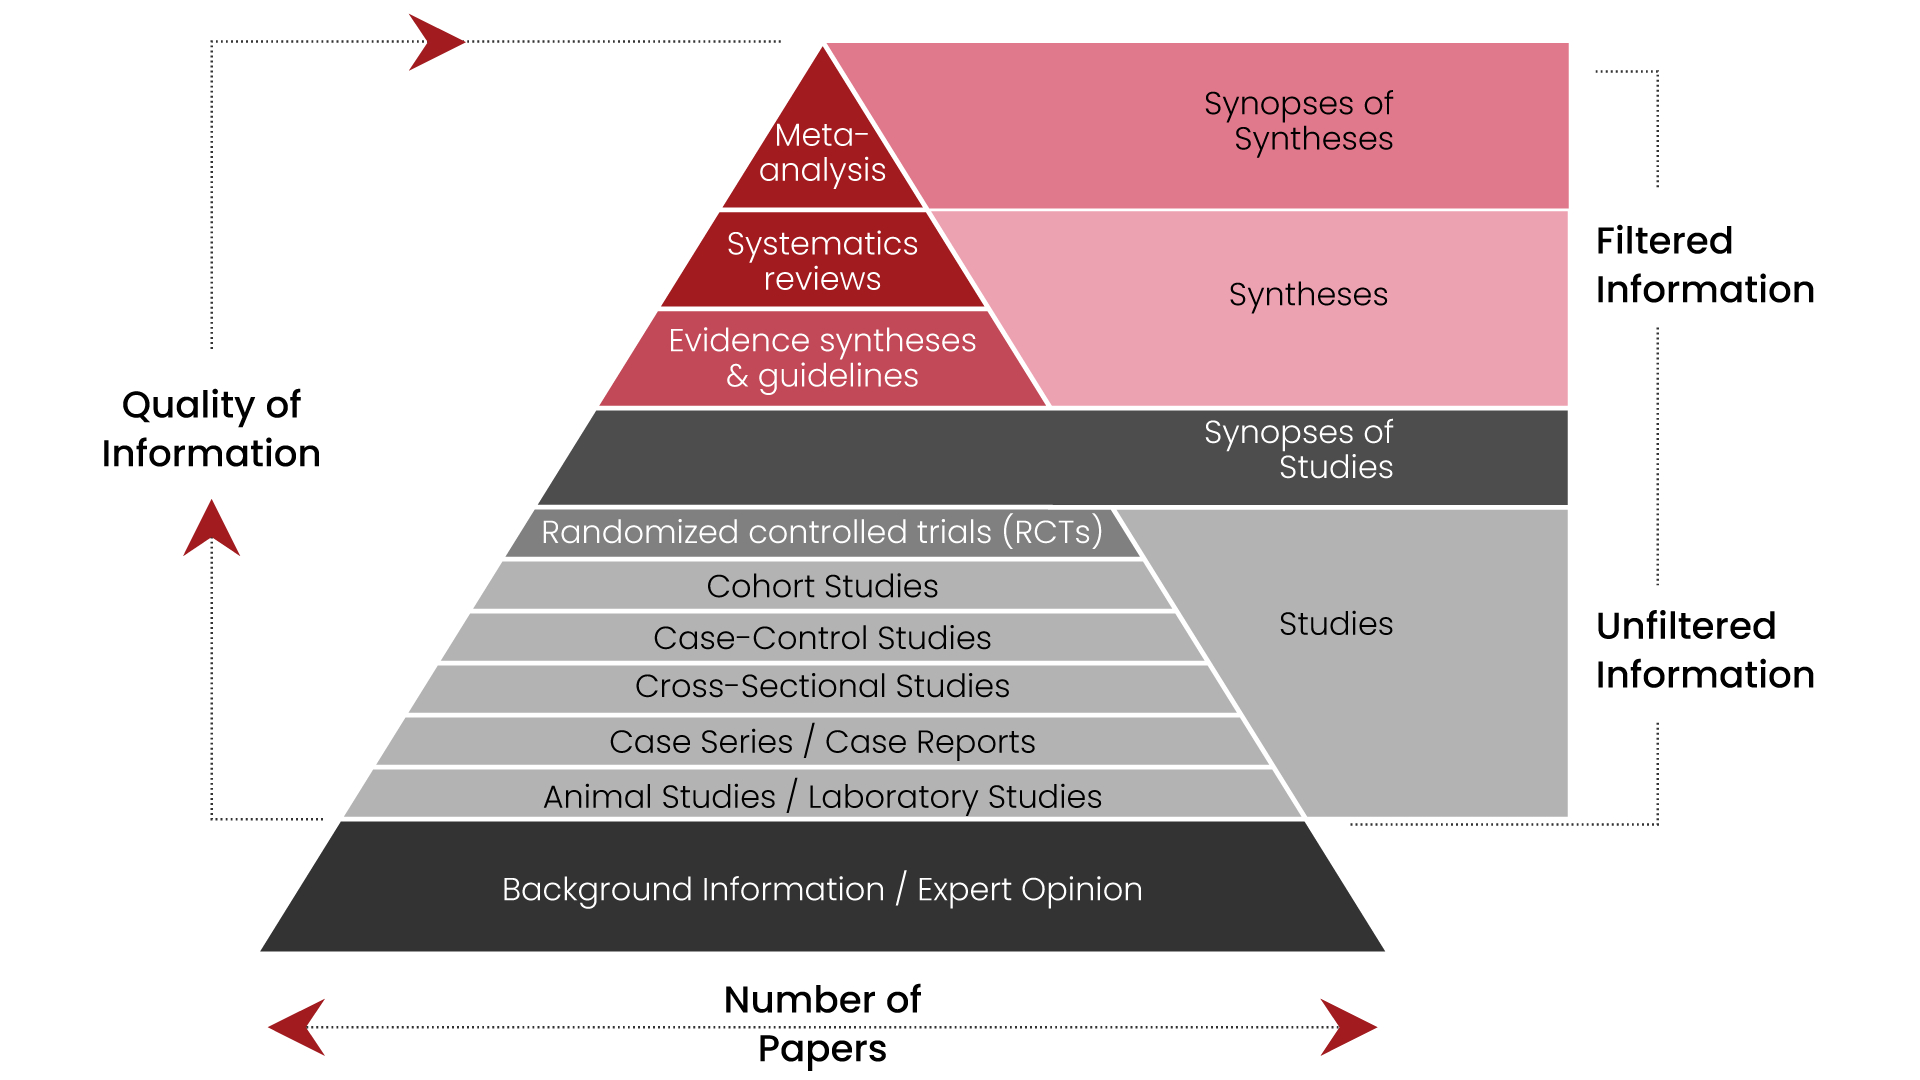 Meta-
analysis
Synopses of
Syntheses
Systematics
reviews
Syntheses
Filtered
Information
Evidence syntheses
& guidelines
Quality of
Information
Synopses of
Studies
Randomized controlled trials (RCTs)
Cohort Studies
Case-Control Studies
Cross-Sectional Studies
Case Series / Case Reports
Animal Studies / Laboratory Studies
Studies
Unfiltered
Information
Background Information / Expert Opinion
Number of
Papers